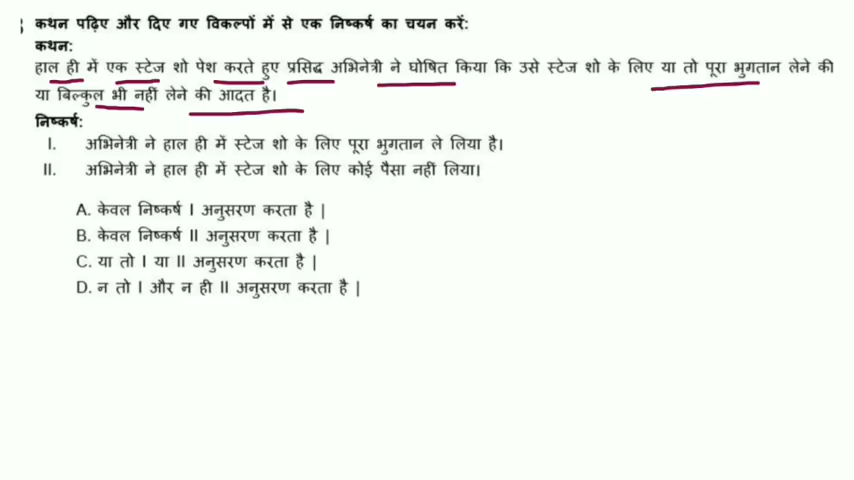 कथन पढ़िए और दिए गए विकल्पों में से एक निष्कर्ष का चयन करें:
कथन:
हाल ही में एक स्टेज शो पेश करते हुए प्रसिद्ध अभिनेत्री ने घोषित किया कि उसे स्टेज शो के लिए या तो पूरा भुगतान लेने की
या बिल्कुल भी नहीं लेने की आदत है।
निष्कर्ष:
I. अभिनेत्री ने हाल ही में स्टेज शो के लिए पूरा भुगतान ले लिया है।
II. अभिनेत्री ने हाल ही में स्टेज शो के लिए कोई पैसा नहीं लिया।
A. केवल निष्कर्ष I अनुसरण करता है |
B. केवल निष्कर्ष II अनुसरण करता है |
C. या तो I या II अनुसरण करता है |
D. न तो I और न ही II अनुसरण करता है |